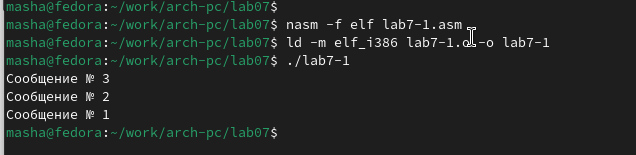 masha@fedora:~/work/arch-pc/lab07$
masha@fedora:~/work/arch-pc/lab07$ nasm -f elf lab7-1.asm
masha@fedora:~/work/arch-pc/lab07$ ld -m elf_i386 lab7-1.o -o lab7-1
masha@fedora:~/work/arch-pc/lab07$ ./lab7-1
Сообщение № 3
Сообщение № 2
Сообщение № 1
masha@fedora:~/work/arch-pc/lab07$